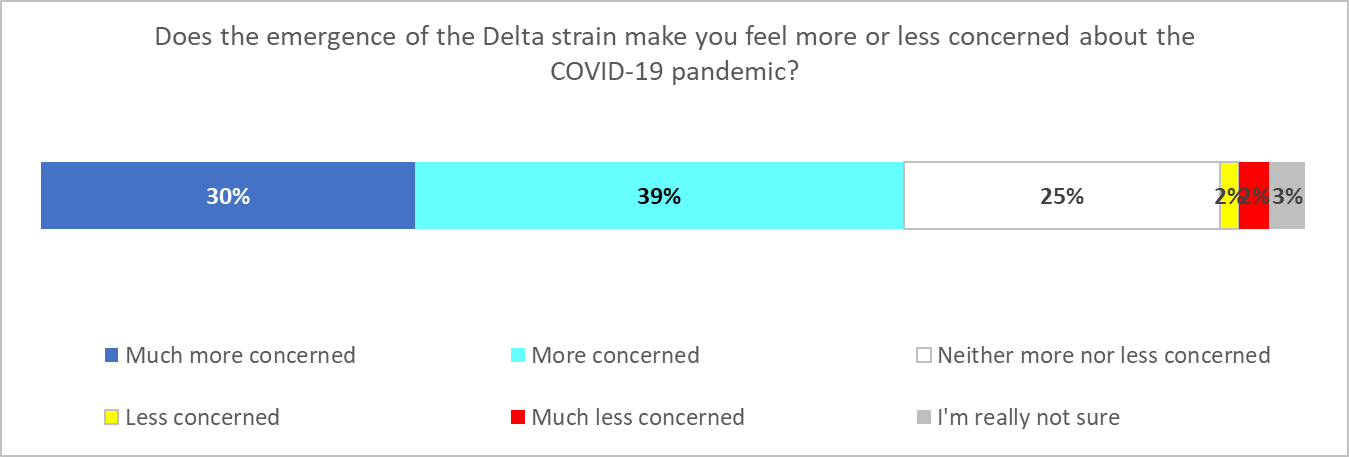 Does the emergence of the Delta strain make you feel more or less concerned about the
COVID-19 pandemic?
30% 39% 25% 2% 2% 3%
Much more concerned More concerned Neither more nor less concerned
Less concerned Much less concerned I'm really not sure